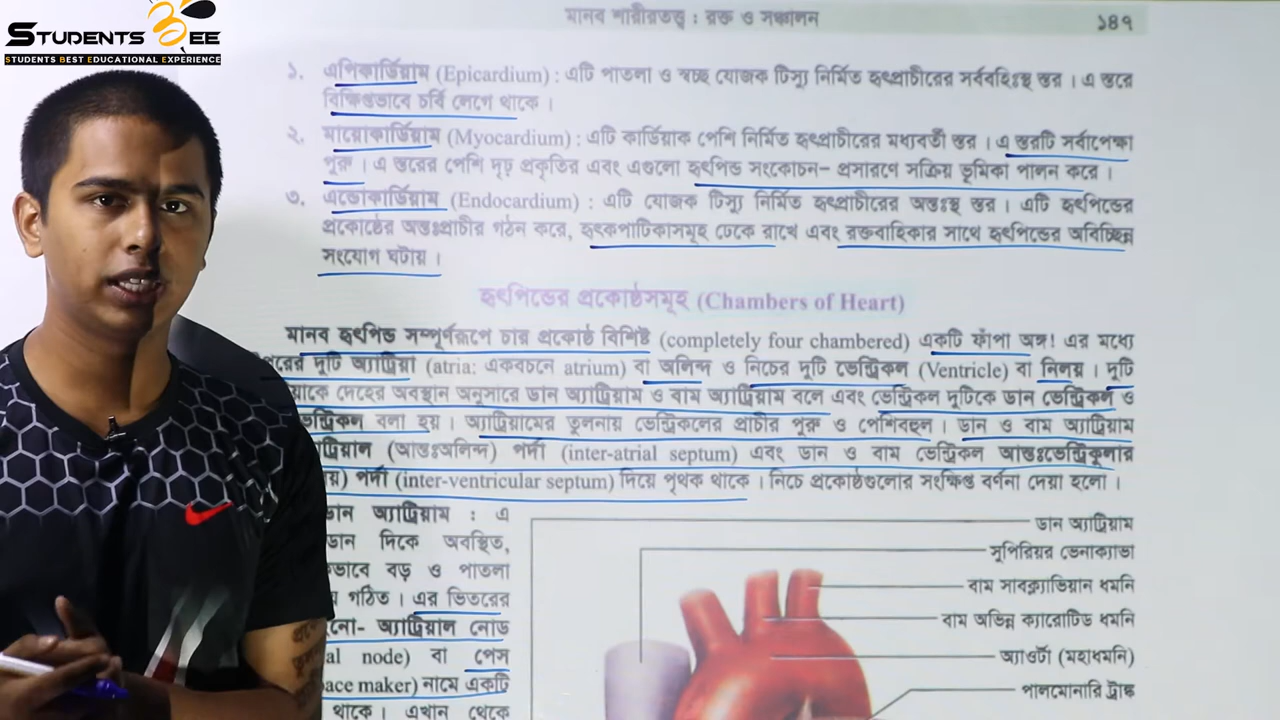 STUDENTS BEE
STUDENTS BEST EDUCATIONAL EXPERIENCE
মানব শারীরতত্ত্ব : রক্ত ও সঞ্চালন ১৪৭
১. এপিকার্ডিয়াম (Epicardium) : এটি পাতলা ও স্বচ্ছ যোজক টিস্যু নির্মিত হৃৎপ্রাচীরের সর্ববহিঃস্থ স্তর । এ স্তরে
বিক্ষিপ্তভাবে চর্বি লেগে থাকে ।
২. মায়োকার্ডিয়াম (Myocardium) : এটি কার্ডিয়াক পেশি নির্মিত হৃৎপ্রাচীরের মধ্যবর্তী স্তর । এ স্তরটি সর্বাপেক্ষা
পুরু । এ স্তরের পেশি দৃঢ় প্রকৃতির এবং এগুলো হৃৎপিন্ড সংকোচন- প্রসারণে সক্রিয় ভূমিকা পালন করে ।
৩. এন্ডোকার্ডিয়াম (Endocardium) : এটি যোজক টিস্যু নির্মিত হৃৎপ্রাচীরের অন্তঃস্থ স্তর । এটি হৃৎপিন্ডের
প্রকোষ্ঠের অন্তঃপ্রাচীর গঠন করে, হৃৎকপাটিকাসমূহ ঢেকে রাখে এবং রক্তবাহিকার সাথে হৃৎপিন্ডের অবিচ্ছিন্ন
সংযোগ ঘটায় ।
হৃৎপিন্ডের প্রকোষ্ঠসমূহ (Chambers of Heart)
মানব হৃৎপিন্ড সম্পূর্ণরূপে চার প্রকোষ্ঠ বিশিষ্ট (completely four chambered) একটি ফাঁপা অঙ্গ। এর মধ্যে
পরের দুটি অ্যাট্রিয়া (atria: একবচনে atrium) বা অলিন্দ ও নিচের দুটি ভেন্ট্রিকল (Ventricle) বা নিলয় । দুটি
য়াকে দেহের অবস্থান অনুসারে ডান অ্যাট্রিয়াম ও বাম অ্যাট্রিয়াম বলে এবং ভেন্ট্রিকল দুটিকে ডান ভেন্ট্রিকল ও
ভেন্ট্রিকল বলা হয় । অ্যাট্রিয়ামের তুলনায় ভেন্ট্রিকলের প্রাচীর পুরু ও পেশিবহুল । ডান ও বাম অ্যাট্রিয়াম
ট্রিয়াল (আন্তঃঅলিন্দ) পর্দা (inter-atrial septum) এবং ডান ও বাম ভেন্ট্রিকল আন্তঃভেন্ট্রিকুলার
য়) পর্দা (inter-ventricular septum) দিয়ে পৃথক থাকে । নিচে প্রকোষ্ঠগুলোর সংক্ষিপ্ত বর্ণনা দেয়া হলো ।
ডান অ্যাট্রিয়াম : এ
ডান দিকে অবস্থিত,
ভাবে বড় ও পাতলা
গঠিত । এর ভিতরের
নো- অ্যাট্রিয়াল নোড
al node) বা পেস
pace maker) নামে একটি
থাকে । এখান থেকে
ডান অ্যাট্রিয়াম
সুপিরিয়র ভেনাক্যাভা
বাম সাবক্ল্যাভিয়ান ধমনি
বাম অভিন্ন ক্যারোটিড ধমনি
অ্যাওর্টা (মহাধমনি)
পালমোনারি ট্রাঙ্ক